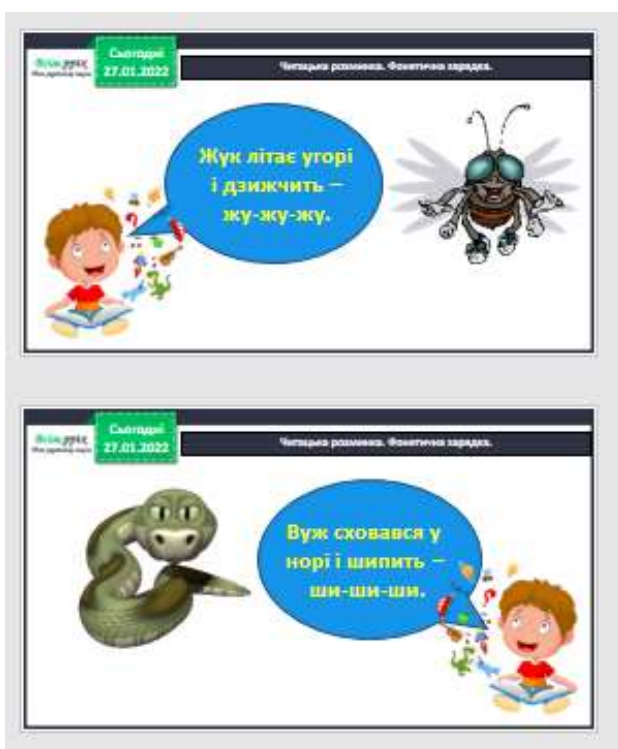 Сьогодні
27.01.2022
Читацька розминка. Фонетична зарядка.
Жук літає угорі
і дзижчить –
жу-жу-жу.
Сьогодні
27.01.2022
Читацька розминка. Фонетична зарядка.
Вуж сховався у
норі і шипить –
ши-ши-ши.